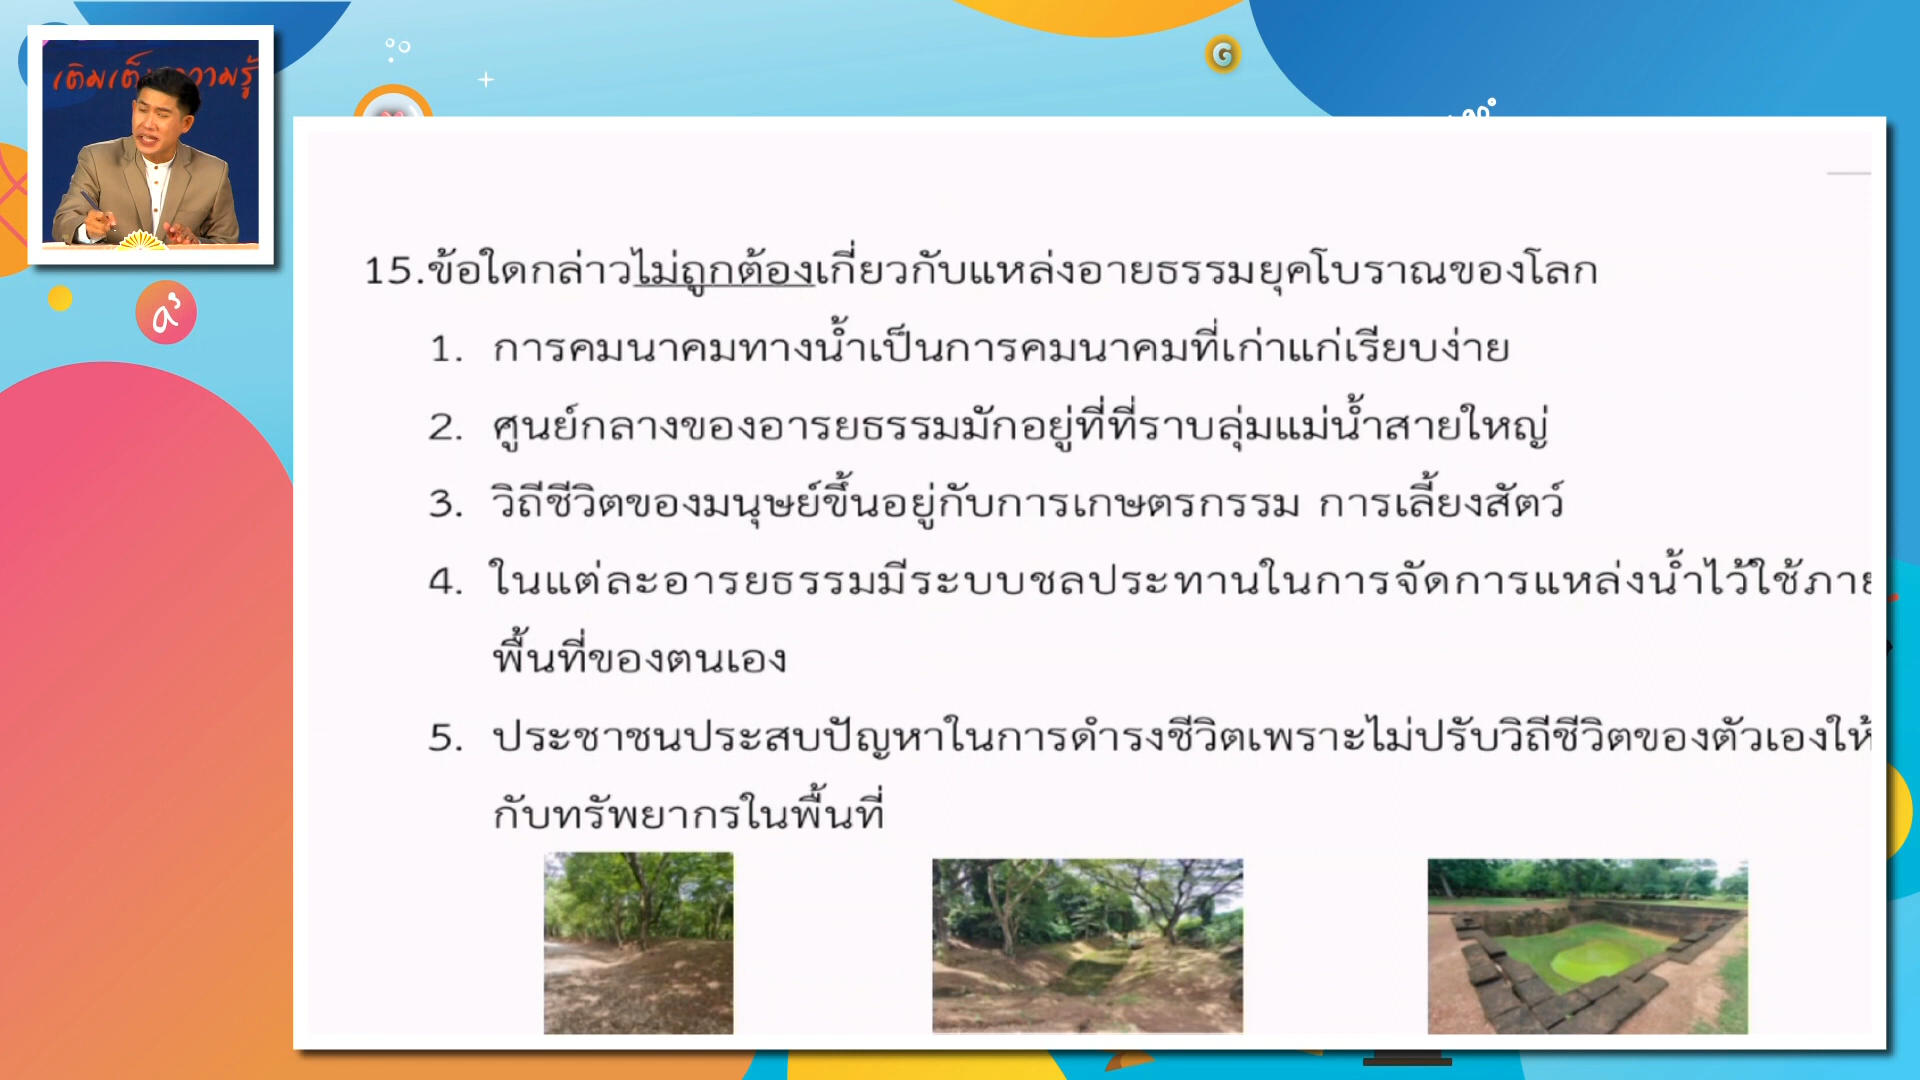 เติมเต็มความรู้
15.ข้อใดกล่าวไม่ถูกต้องเกี่ยวกับแหล่งอายธรรมยุคโบราณของโลก
1. การคมนาคมทางน้ำเป็นการคมนาคมที่เก่าแก่เรียบง่าย
2. ศูนย์กลางของอารยธรรมมักอยู่ที่ที่ราบลุ่มแม่น้ำสายใหญ่
3. วิถีชีวิตของมนุษย์ขึ้นอยู่กับการเกษตรกรรม การเลี้ยงสัตว์
4. ในแต่ละอารยธรรมมีระบบชลประทานในการจัดการแหล่งน้ำไว้ใช้ภาย
พื้นที่ของตนเอง
5. ประชาชนประสบปัญหาในการดำรงชีวิตเพราะไม่ปรับวิถีชีวิตของตัวเองให้
กับทรัพยากรในพื้นที่